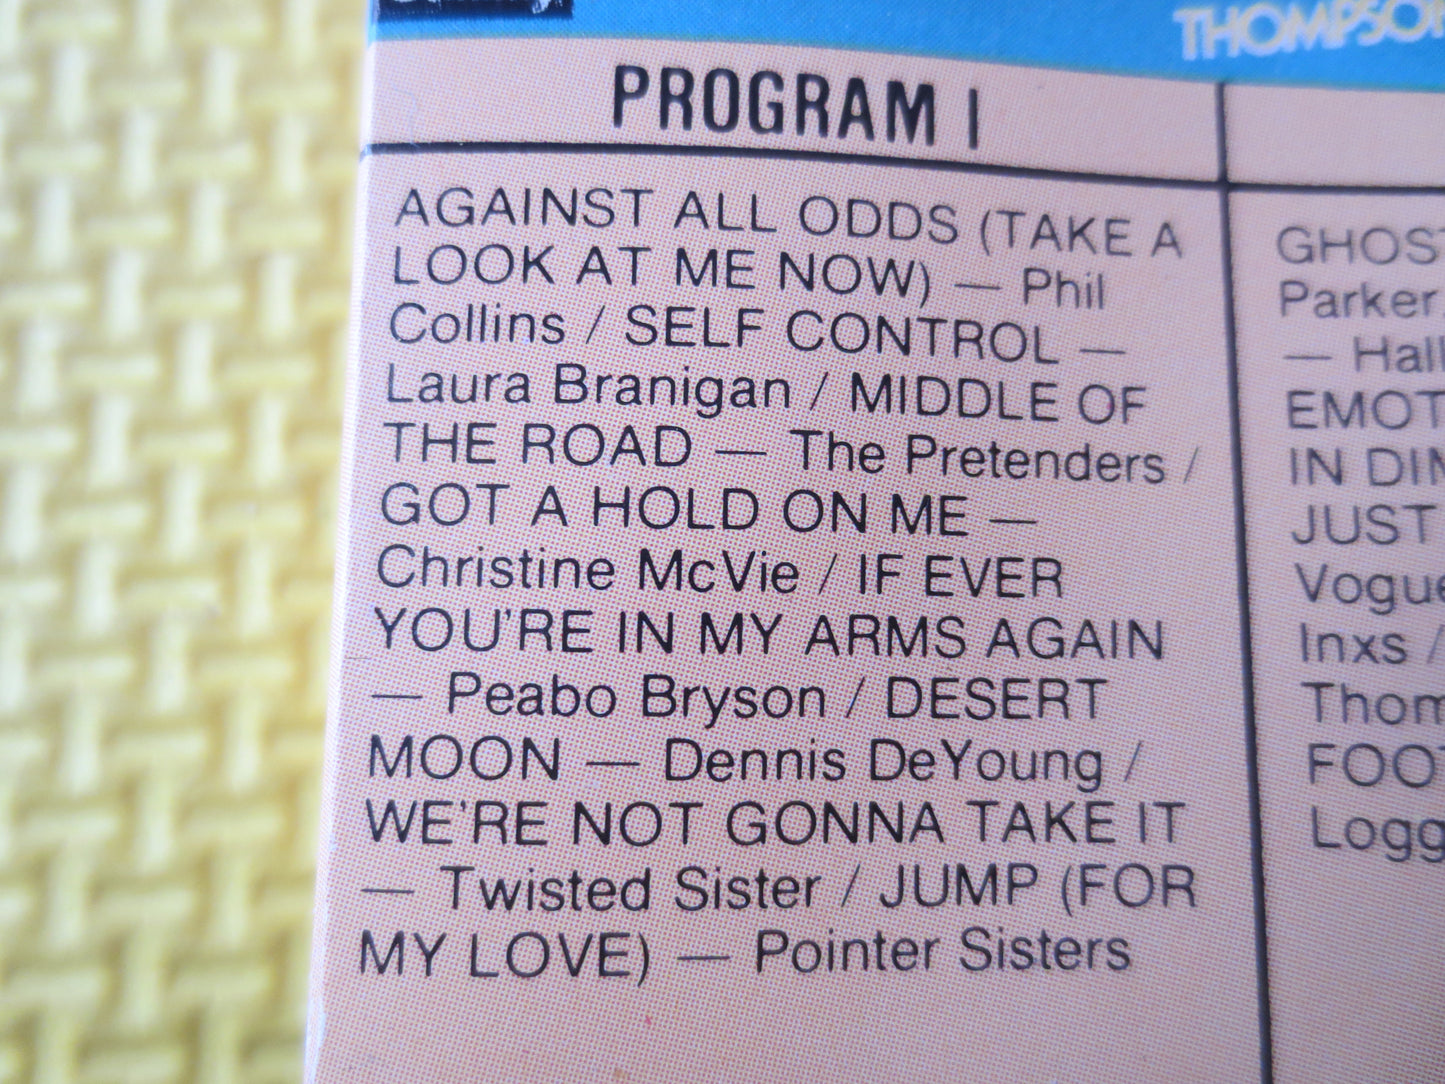 THOMPSON
PROGRAM I
AGAINST ALL ODDS (TAKE A
LOOK AT ME NOW) — Phil
Collins / SELF CONTROL —
Laura Branigan / MIDDLE OF
THE ROAD — The Pretenders /
GOT A HOLD ON ME —
Christine McVie / IF EVER
YOU'RE IN MY ARMS AGAIN
— Peabo Bryson / DESERT
MOON — Dennis DeYoung /
WE'RE NOT GONNA TAKE IT
— Twisted Sister / JUMP (FOR
MY LOVE) — Pointer Sisters
GHOST
Parker
— Hall
EMOT
IN DIM
JUST
Vogue
Inxs /
Thom
FOOT
Logg